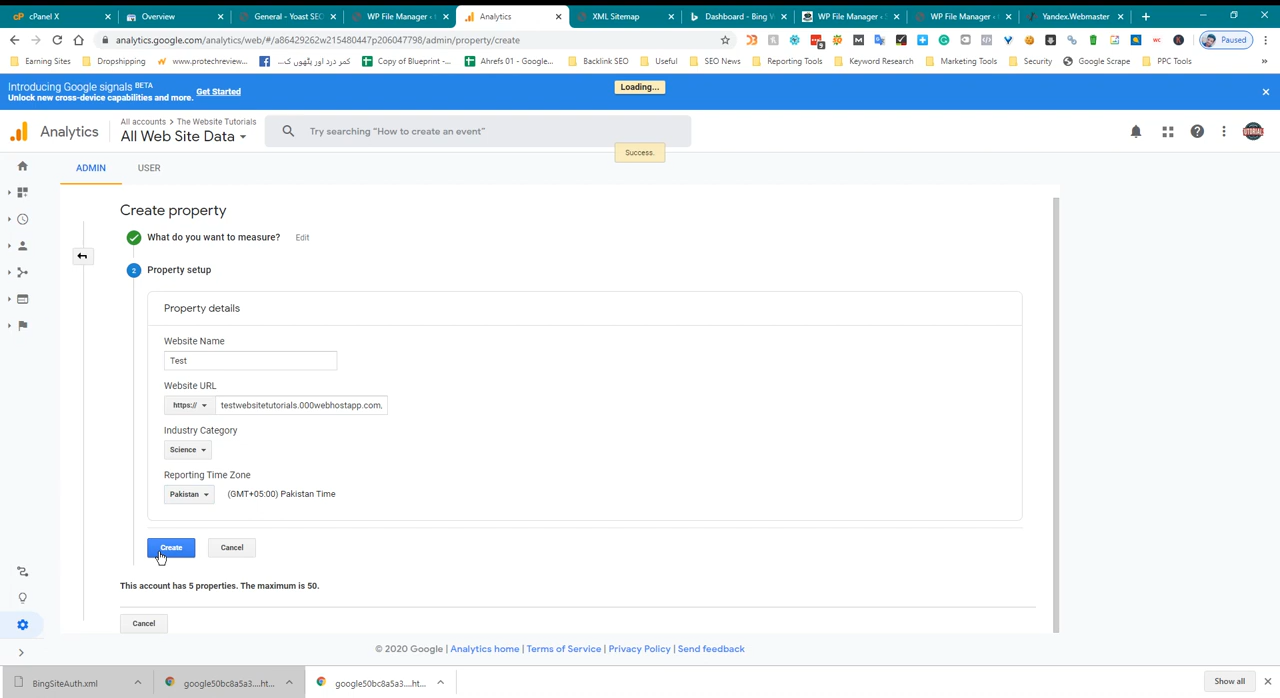 cPanel X
Overview
General - Yoast SEO
WP File Manager ‹
Analytics
XML Sitemap
Dashboard - Bing W
WP File Manager ‹
WP File Manager ‹
Yandex.Webmaster
analytics.google.com/analytics/web/#/a86429262w215480447p206047798/admin/property/create
Paused
Earning Sites
Dropshipping
www.protechreview...
کمر درد اور پٹھوں ک...
Copy of Blueprint -...
Ahrefs 01 - Google...
Backlink SEO
Useful
SEO News
Reporting Tools
Keyword Research
Marketing Tools
Security
Google Scrape
PPC Tools
»
Introducing Google signals BETA
Unlock new cross-device capabilities and more.
Get Started
Loading...
Analytics
All accounts > The Website Tutorials
All Web Site Data
Try searching "How to create an event"
Success.
ADMIN
USER
Create property
What do you want to measure?
Edit
2
Property setup
Property details
Website Name
Test
Website URL
https://
testwebsitetutorials.000webhostapp.com,
Industry Category
Science
Reporting Time Zone
Pakistan
(GMT+05:00) Pakistan Time
Create
Cancel
This account has 5 properties. The maximum is 50.
Cancel
© 2020 Google | Analytics home | Terms of Service | Privacy Policy | Send feedback
BingSiteAuth.xml
google50bc8a5a3....ht...
google50bc8a5a3....ht...
Show all